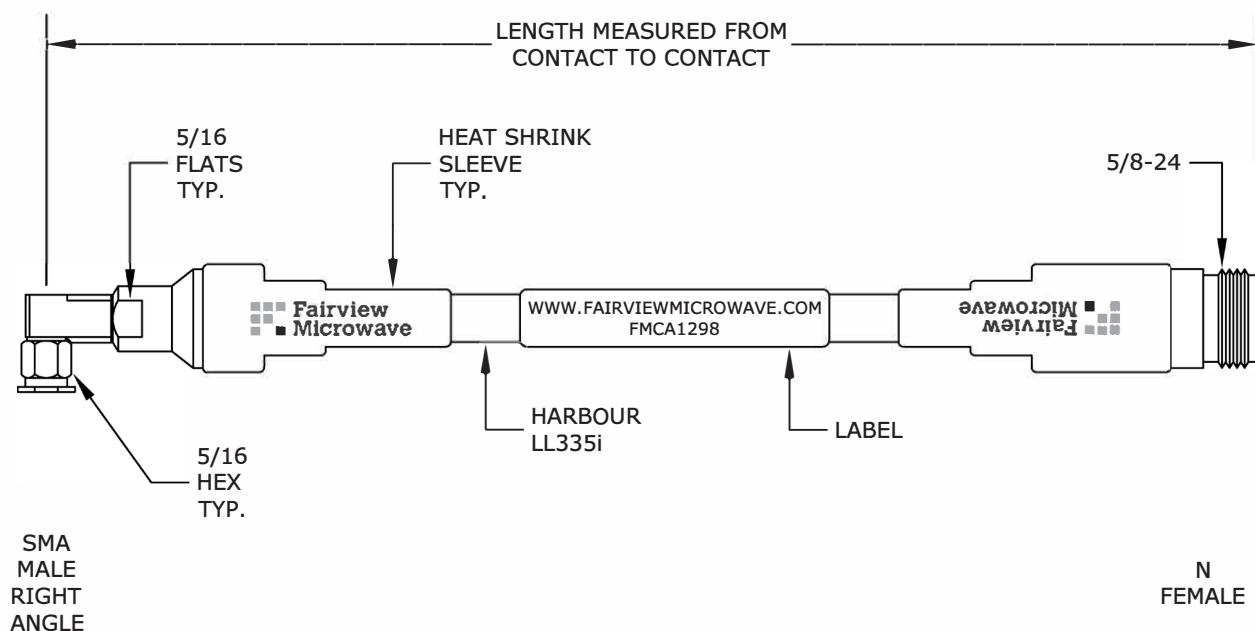 LENGTH MEASURED FROM
CONTACT TO CONTACT
5/16
FLATS
TYP.
HEAT SHRINK
SLEEVE
TYP.
5/8-24
Fairview
Microwave
WWW.FAIRVIEWMICROWAVE.COM
FMCA1298
Fairview
Microwave
HARBOUR
LL335i
LABEL
5/16
HEX
TYP.
SMA
MALE
RIGHT
ANGLE
N
FEMALE